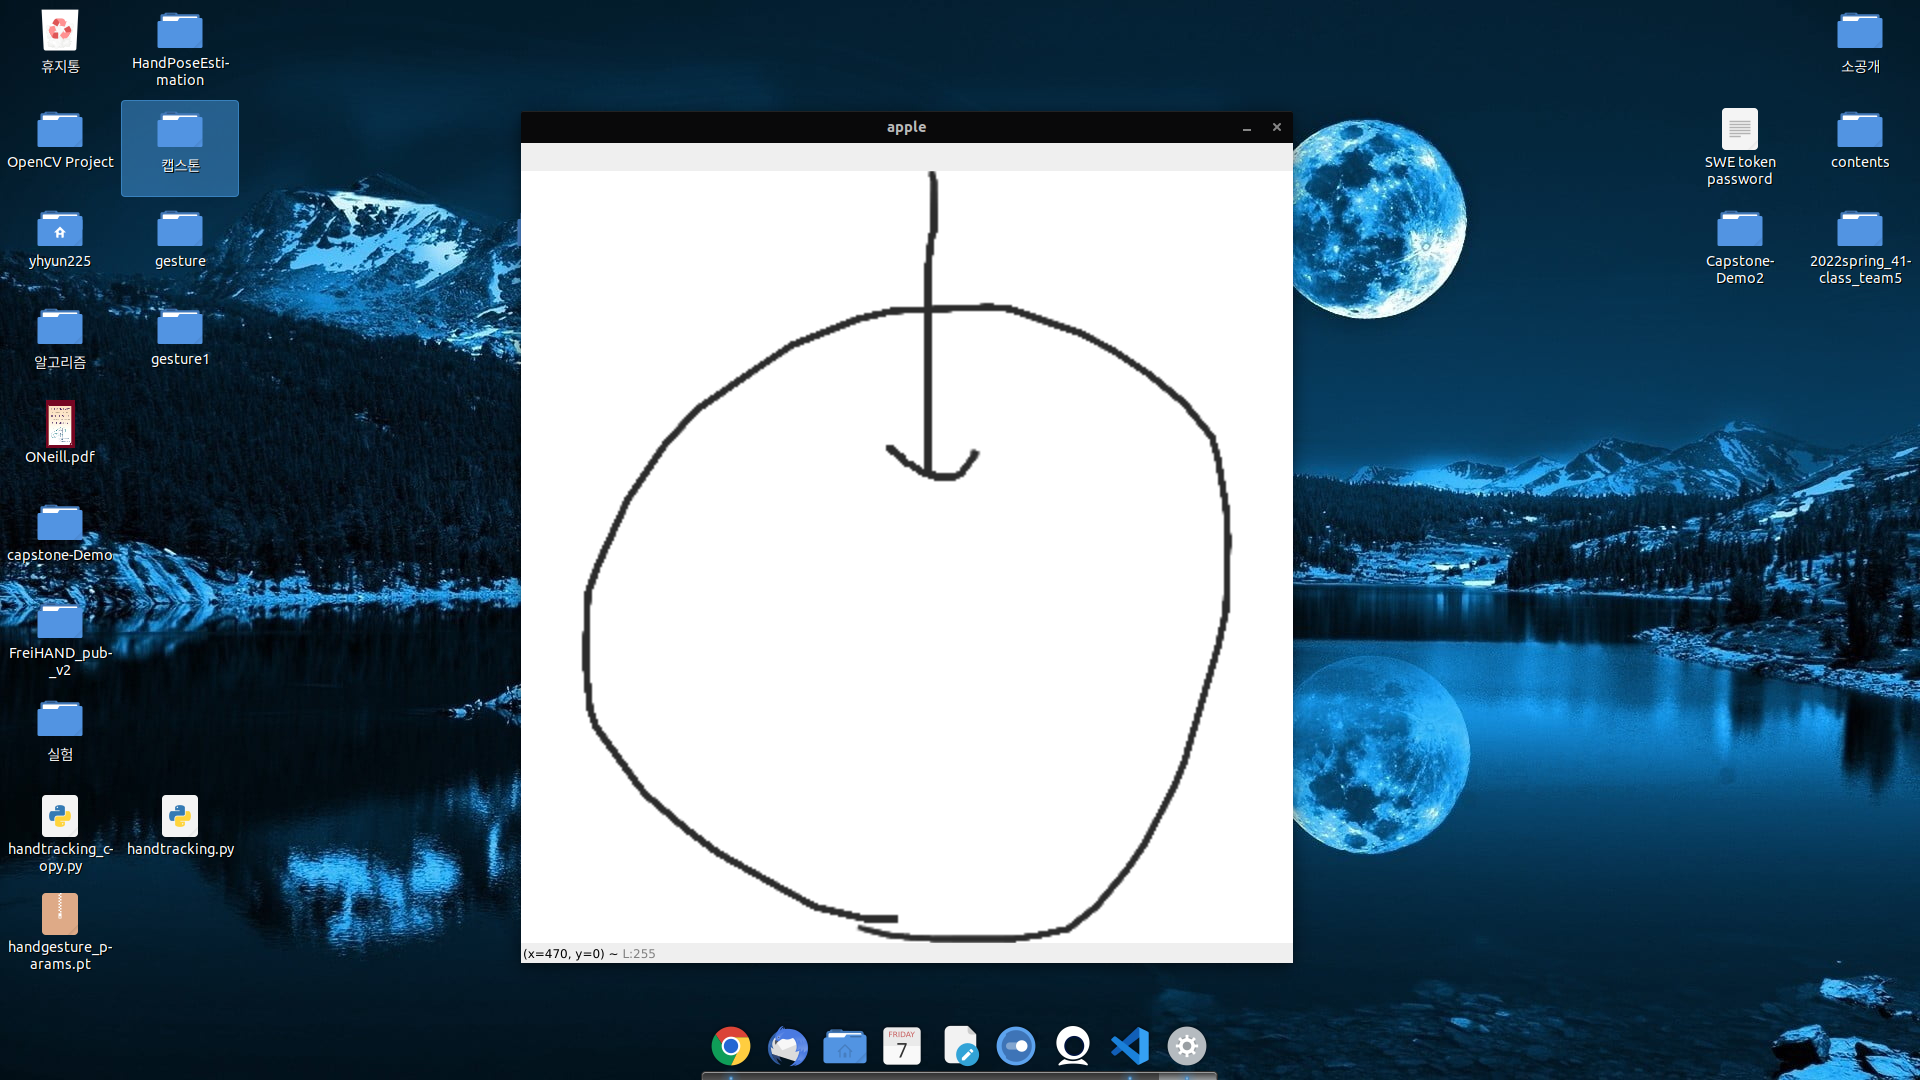 휴지통
HandPoseEsti-
mation
OpenCV Project
캡스톤
yhyun225
gesture
알고리즘
gesture1
ONeill.pdf
capstone-Demo
FreiHAND_pub-
_v2
실험
handtracking_c-
opy.py
handtracking.py
handgesture_p-
arams.pt
apple
(x=470, y=0) ~ L:255
소공개
SWE token
password
contents
Capstone-
Demo2
2022spring_41-
class_team5
FRIDAY
7